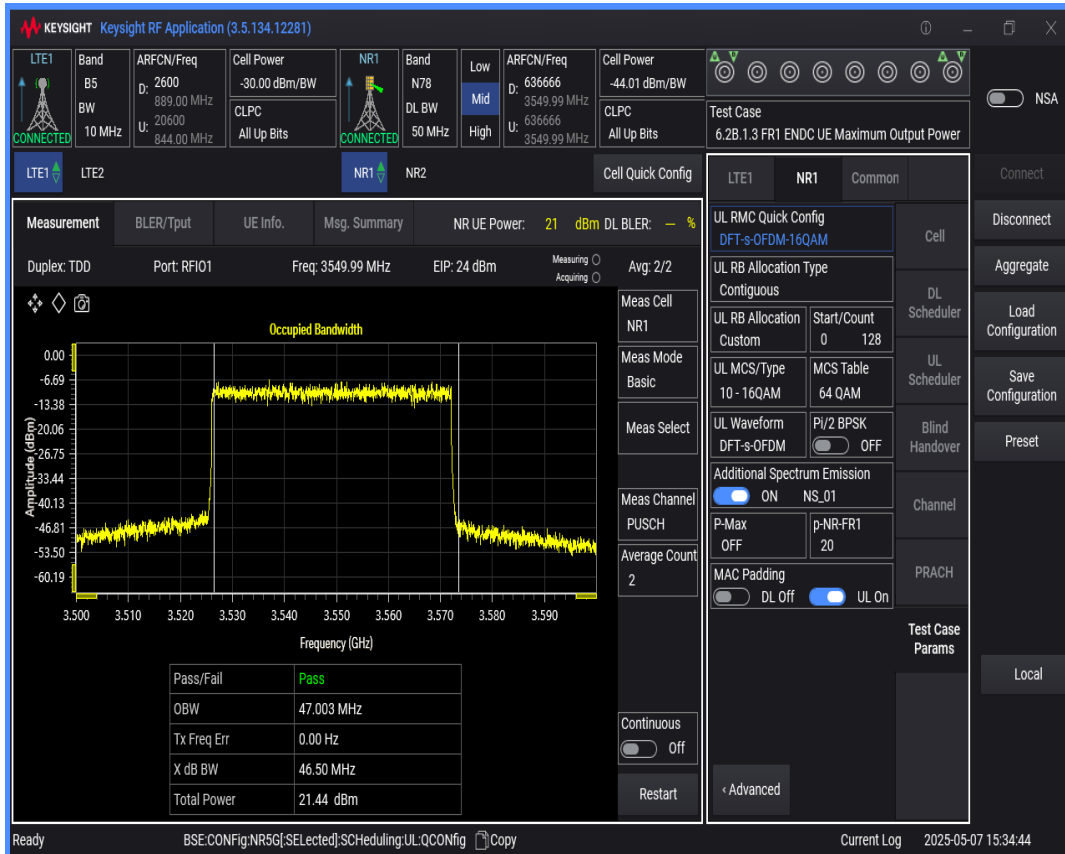 KEYSIGHT Keysight RF Application (3.5.134.12281)
LTE1 Band ARFCN/Freq Cell Power NR1 Band Low ARFCN/Freq Cell Power
B5 D: 2600 -30.00 dBm/BW N78 D: 636666 -44.01 dBm/BW
889.00 MHz 3549.99 MHz
BW CLPC DL BW Mid CLPC Test Case NSA
CONNECTED 10 MHz U: 20600 All Up Bits CONNECTED 50 MHz High U: 636666 All Up Bits 6.2B.1.3 FR1 ENDC UE Maximum Output Power
844.00 MHz 3549.99 MHz
LTE1 LTE2 NR1 NR2 Cell Quick Config
LTE1 NR1 Common Connect
Measurement BLER/Tput UE Info. Msg. Summary NR UE Power: 21 dBm DL BLER: — %
Duplex: TDD Port: RFIO1 Freq: 3549.99 MHz EIP: 24 dBm Measuring Avg: 2/2
Acquiring
Occupied Bandwidth
Amplitude (dBm)
0.00
-6.69
-13.38
-20.06
-26.75
-33.44
-40.13
-46.81
-53.50
-60.19
3.500 3.510 3.520 3.530 3.540 3.550 3.560 3.570 3.580 3.590
Frequency (GHz)
Pass/Fail Pass
OBW 47.003 MHz
Tx Freq Err 0.00 Hz
X dB BW 46.50 MHz
Total Power 21.44 dBm
Meas Cell
NR1
Meas Mode
Basic
Meas Select
Meas Channel
PUSCH
Average Count
2
Continuous
Off
Restart
UL RMC Quick Config
DFT-s-OFDM-16QAM
UL RB Allocation Type
Contiguous
UL RB Allocation Start/Count
Custom 0 128
UL MCS/Type MCS Table
10 - 16QAM 64 QAM
UL Waveform Pi/2 BPSK
DFT-s-OFDM OFF
Additional Spectrum Emission
ON NS_01
P-Max p-NR-FR1
OFF 20
MAC Padding
DL Off UL On
‹ Advanced
Cell
DL
Scheduler
UL
Scheduler
Blind
Handover
Channel
PRACH
Test Case
Params
Disconnect
Aggregate
Load
Configuration
Save
Configuration
Preset
Local
Ready BSE:CONFig:NR5G[:SELected]:SCHeduling:UL:QCONfig Copy Current Log 2025-05-07 15:34:44